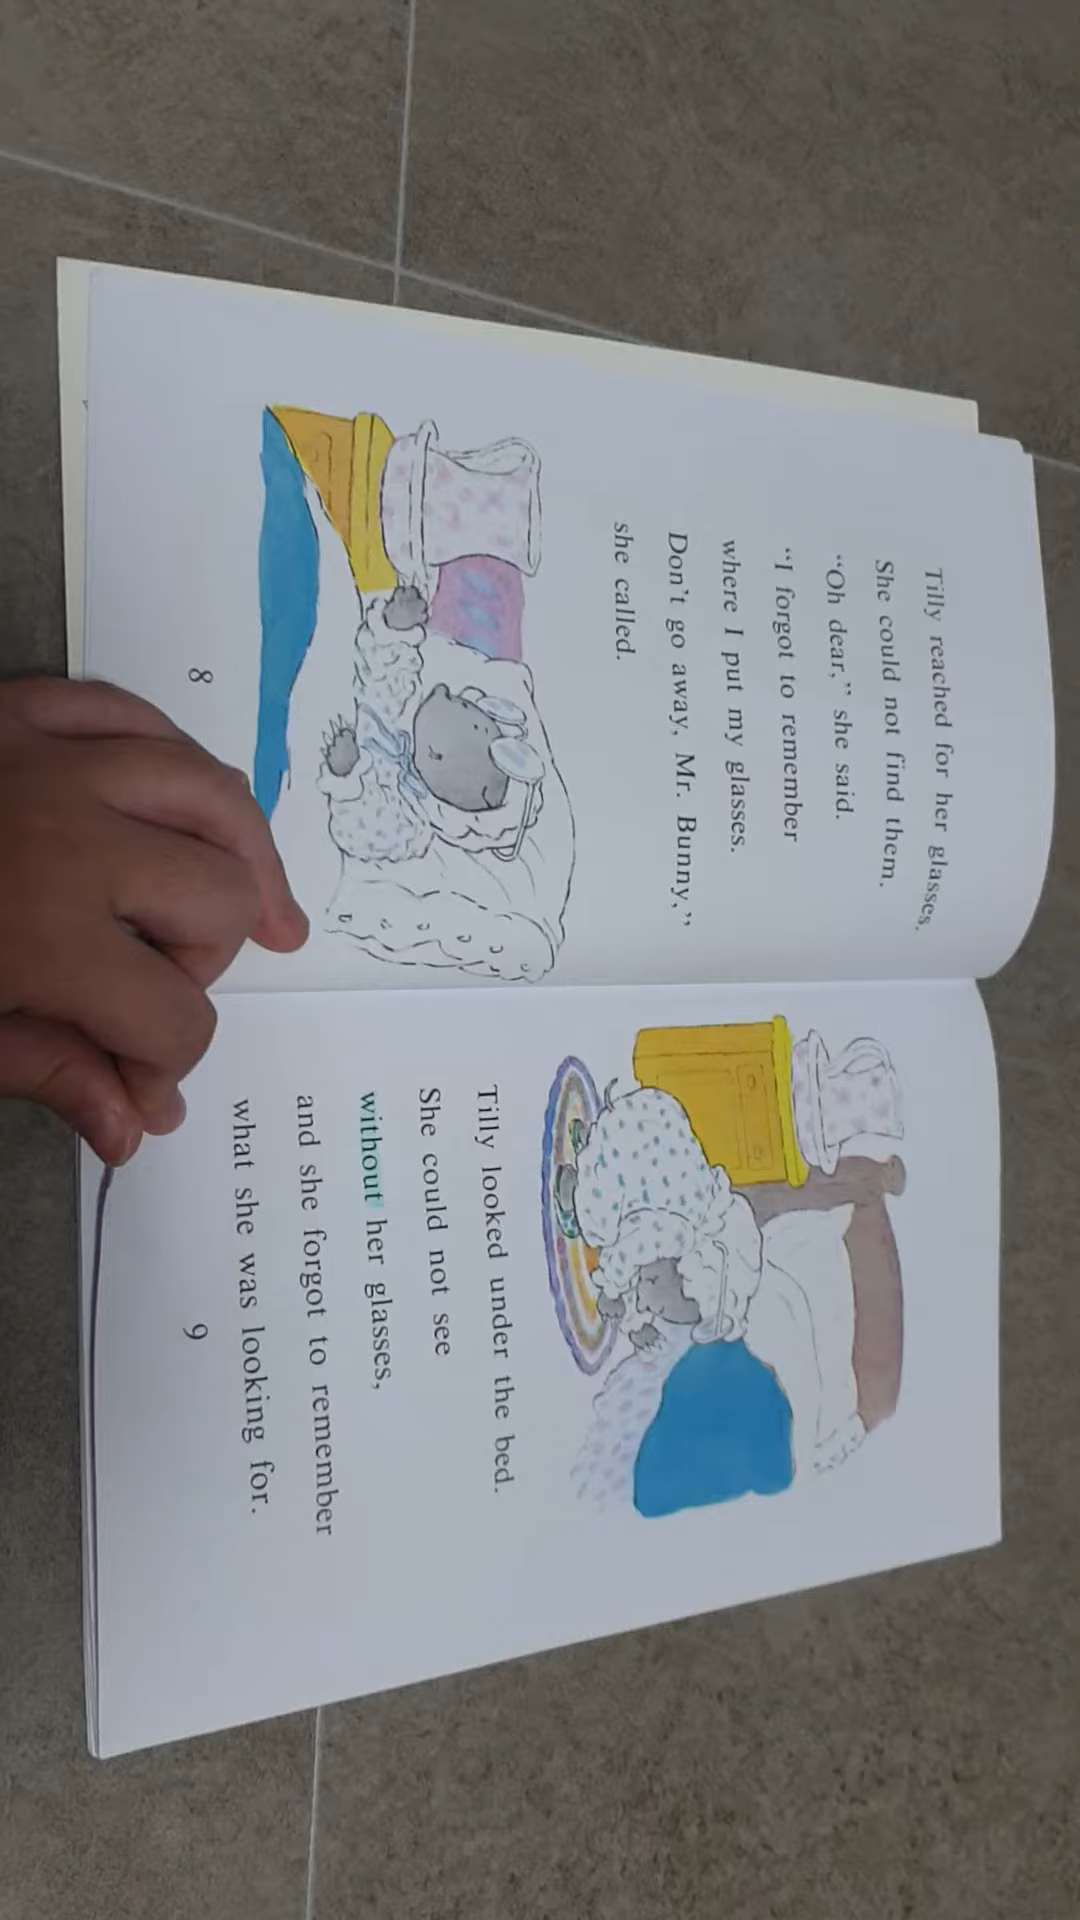 Tilly reached for her glasses.
She could not find them.
“Oh dear,” she said.
“I forgot to remember
where I put my glasses.
Don’t go away, Mr. Bunny,”
she called.
8
Tilly looked under the bed.
She could not see
without her glasses,
and she forgot to remember
what she was looking for.
9